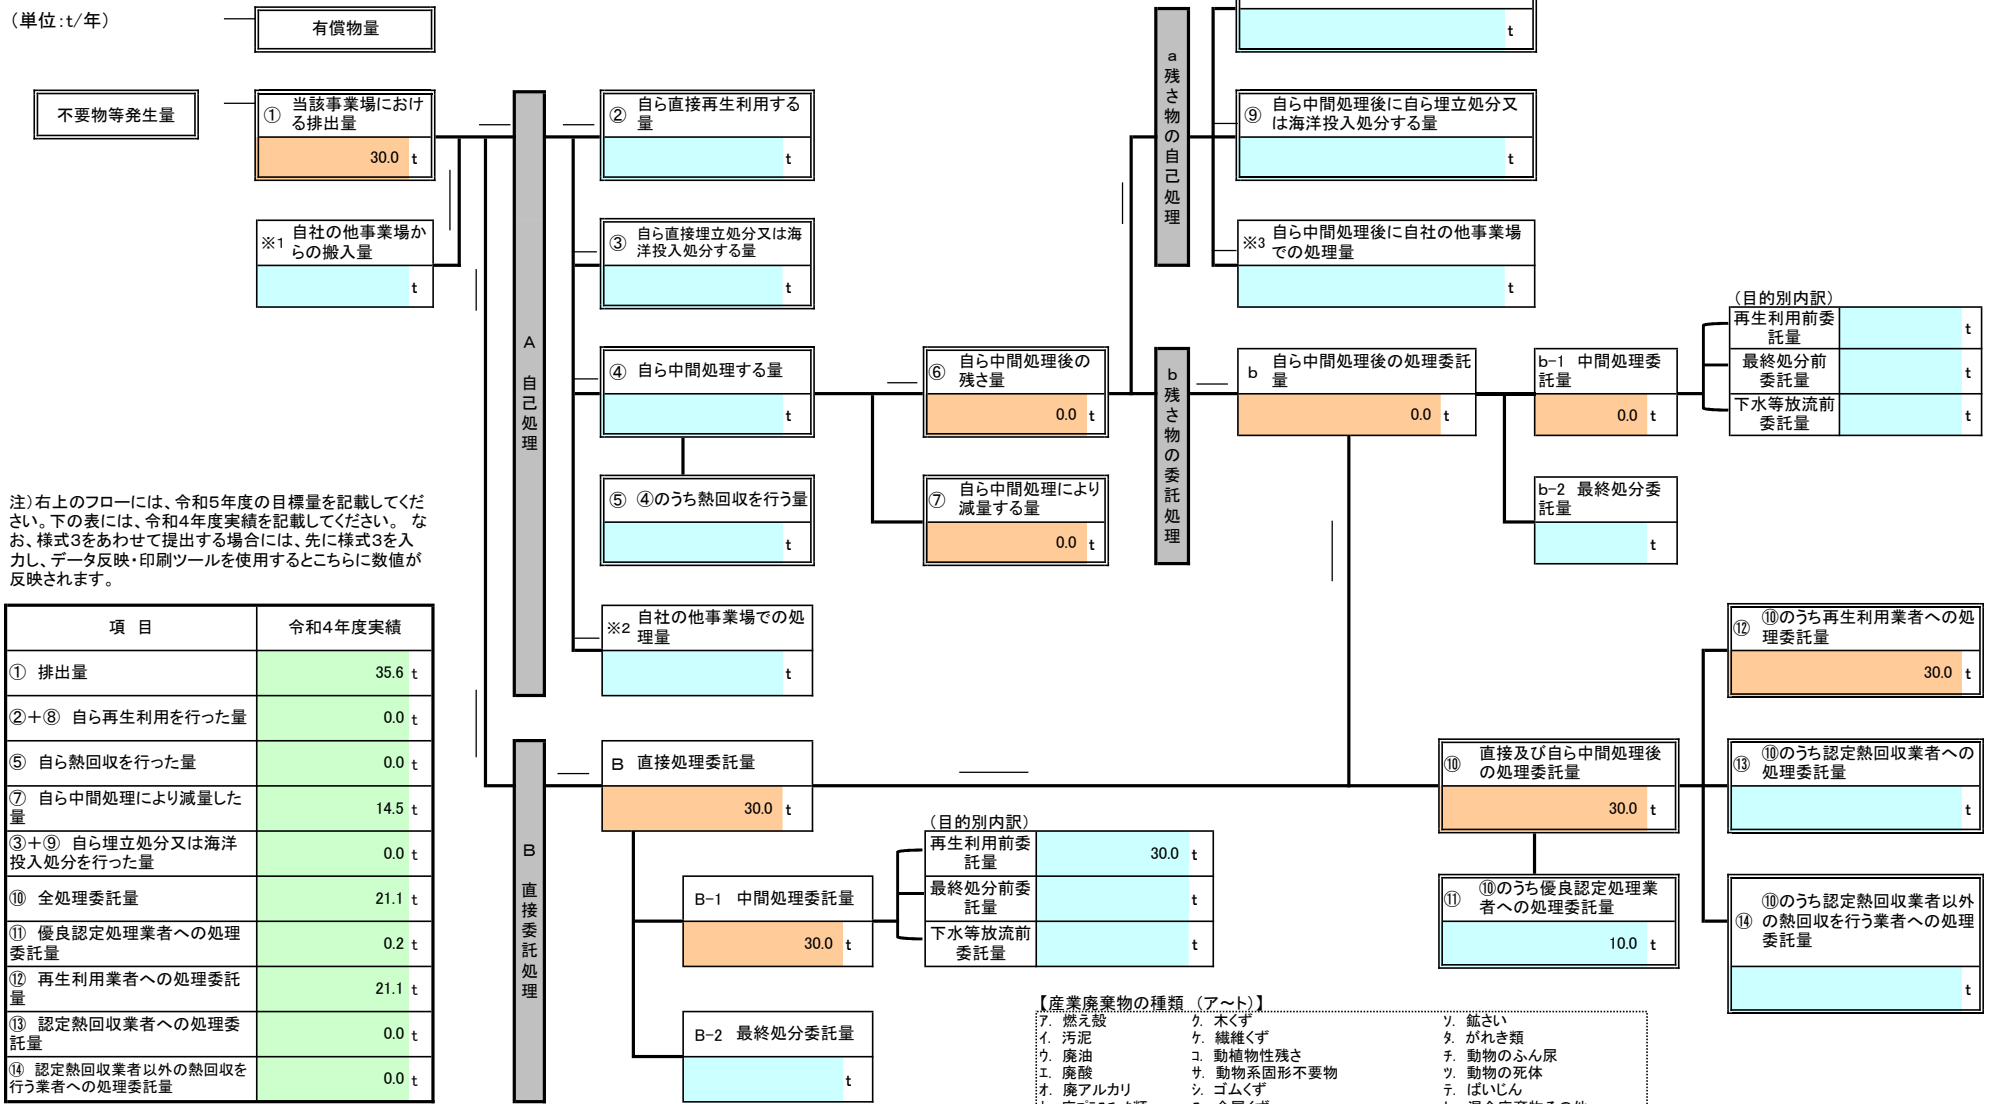 （単位:t/年）
有償物量
不要物等発生量
① 当該事業場におけ
る排出量
30.0 t
※1 自社の他事業場か
らの搬入量
t
A 自己処理
② 自ら直接再生利用する
量
t
③ 自ら直接埋立処分又は海
洋投入処分する量
t
④ 自ら中間処理する量
t
⑤ ④のうち熱回収を行う量
t
※2 自社の他事業場での処
理量
t
⑥ 自ら中間処理後の
残さ量
0.0 t
⑦ 自ら中間処理により
減量する量
0.0 t
a 残さ物の自己処理
t
⑨ 自ら中間処理後に自ら埋立処分又
は海洋投入処分する量
t
※3 自ら中間処理後に自社の他事業場
での処理量
t
b 残さ物の委託処理
b 自ら中間処理後の処理委託
量
0.0 t
b-1 中間処理委
託量
0.0 t
（目的別内訳）
再生利用前委
託量
t
最終処分前
委託量
t
下水等放流前
委託量
t
b-2 最終処分委
託量
t
注）右上のフローには、令和5年度の目標量を記載してくだ
さい。下の表には、令和4年度実績を記載してください。 な
お、様式3をあわせて提出する場合には、先に様式3を入
力し、データ反映・印刷ツールを使用するとこちらに数値が
反映されます。
項 目 令和4年度実績
① 排出量 35.6 t
②＋⑧ 自ら再生利用を行った量 0.0 t
⑤ 自ら熱回収を行った量 0.0 t
⑦ 自ら中間処理により減量した
量 14.5 t
③＋⑨ 自ら埋立処分又は海洋
投入処分を行った量 0.0 t
⑩ 全処理委託量 21.1 t
⑪ 優良認定処理業者への処理
委託量 0.2 t
⑫ 再生利用業者への処理委託
量 21.1 t
⑬ 認定熱回収業者への処理委
託量 0.0 t
⑭ 認定熱回収業者以外の熱回収を
行う業者への処理委託量 0.0 t
B 直接委託処理
B 直接処理委託量
30.0 t
B-1 中間処理委託量
30.0 t
（目的別内訳）
再生利用前委
託量
30.0 t
最終処分前委
託量
t
下水等放流前
委託量
t
B-2 最終処分委託量
t
⑩ 直接及び自ら中間処理後
の処理委託量
30.0 t
⑪ ⑩のうち優良認定処理業
者への処理委託量
10.0 t
⑫ ⑩のうち再生利用業者への処
理委託量
30.0 t
⑬ ⑩のうち認定熱回収業者への
処理委託量
t
⑭ ⑩のうち認定熱回収業者以外
の熱回収を行う業者への処理
委託量
t
【産業廃棄物の種類 （ア～ト）】
ア. 燃え殻 ク. 木くず ソ. 鉱さい
イ. 汚泥 ケ. 繊維くず タ. がれき類
ウ. 廃油 コ. 動植物性残さ チ. 動物のふん尿
エ. 廃酸 サ. 動物系固形不要物 ツ. 動物の死体
オ. 廃アルカリ シ. ゴムくず テ. ばいじん